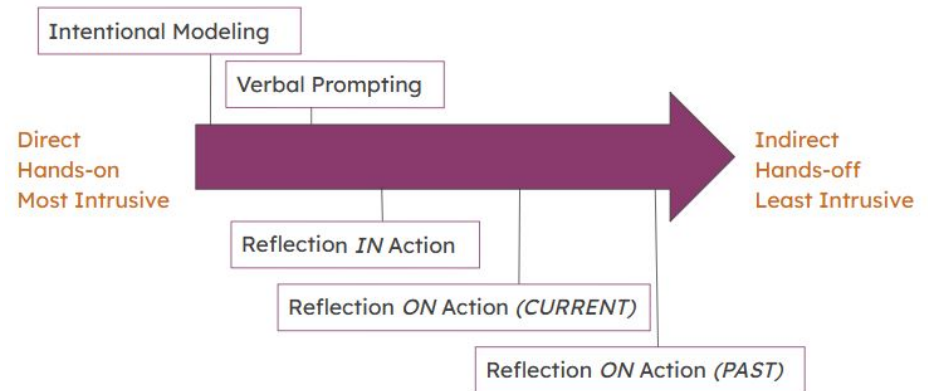 Intentional Modeling
Verbal Prompting
Direct
Hands-on
Most Intrusive
Indirect
Hands-off
Least Intrusive
Reflection IN Action
Reflection ON Action (CURRENT)
Reflection ON Action (PAST)